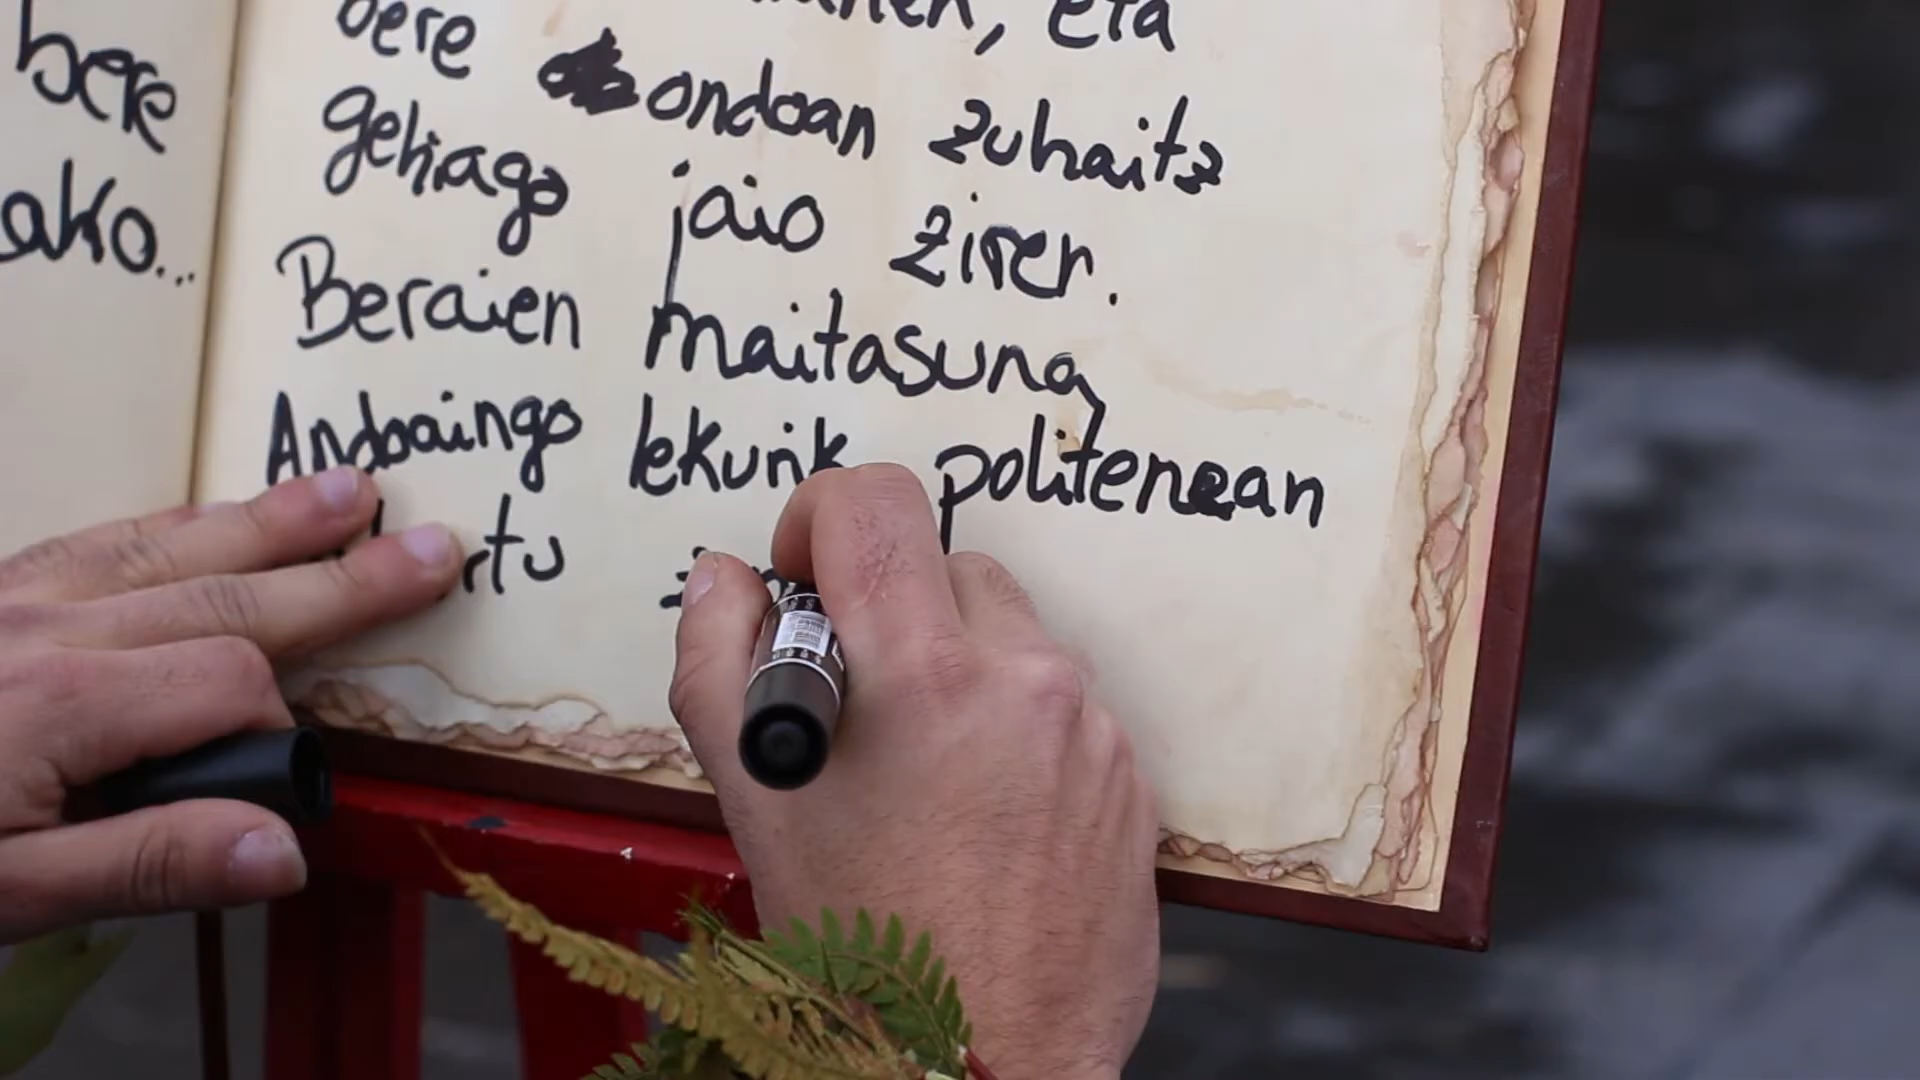 bere
ako...
eta
bere ondoan zuhaitz
gehiago jaio ziren.
Beraien maitasuna
Andoaingo lekurik politenean